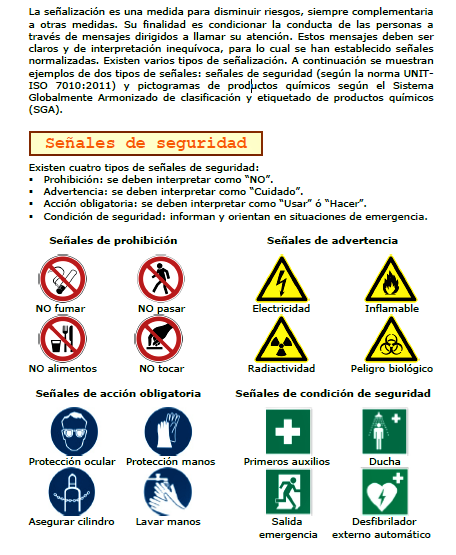 La señalización es una medida para disminuir riesgos, siempre complementaria
a otras medidas. Su finalidad es condicionar la conducta de las personas a
través de mensajes dirigidos a llamar su atención. Estos mensajes deben ser
claros y de interpretación inequívoca, para lo cual se han establecido señales
normalizadas. Existen varios tipos de señalización. A continuación se muestran
ejemplos de dos tipos de señales: señales de seguridad (según la norma UNIT-
ISO 7010:2011) y pictogramas de productos químicos según el Sistema
Globalmente Armonizado de clasificación y etiquetado de productos químicos
(SGA).
Señales de seguridad
Existen cuatro tipos de señales de seguridad:
▪ Prohibición: se deben interpretar como “NO”.
▪ Advertencia: se deben interpretar como “Cuidado”.
▪ Acción obligatoria: se deben interpretar como “Usar” ó “Hacer”.
▪ Condición de seguridad: informan y orientan en situaciones de emergencia.
Señales de prohibición
NO fumar NO pasar
NO alimentos NO tocar
Señales de advertencia
Electricidad Inflamable
Radiactividad Peligro biológico
Señales de acción obligatoria
Protección ocular Protección manos
Asegurar cilindro Lavar manos
Señales de condición de seguridad
Primeros auxilios Ducha
Salida
emergencia
Desfibrilador
externo automático